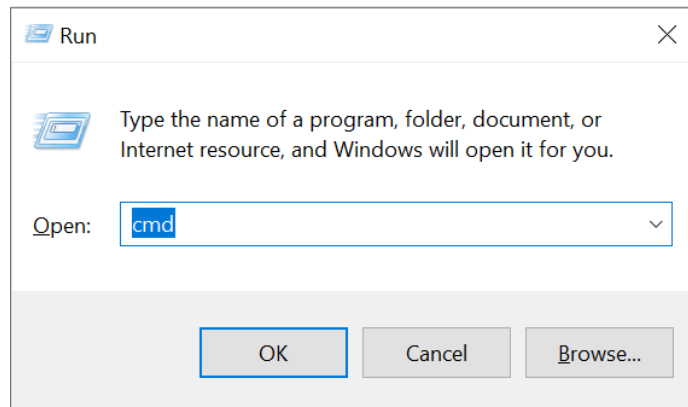 Run
Type the name of a program, folder, document, or
Internet resource, and Windows will open it for you.
Open: cmd
OK Cancel Browse...